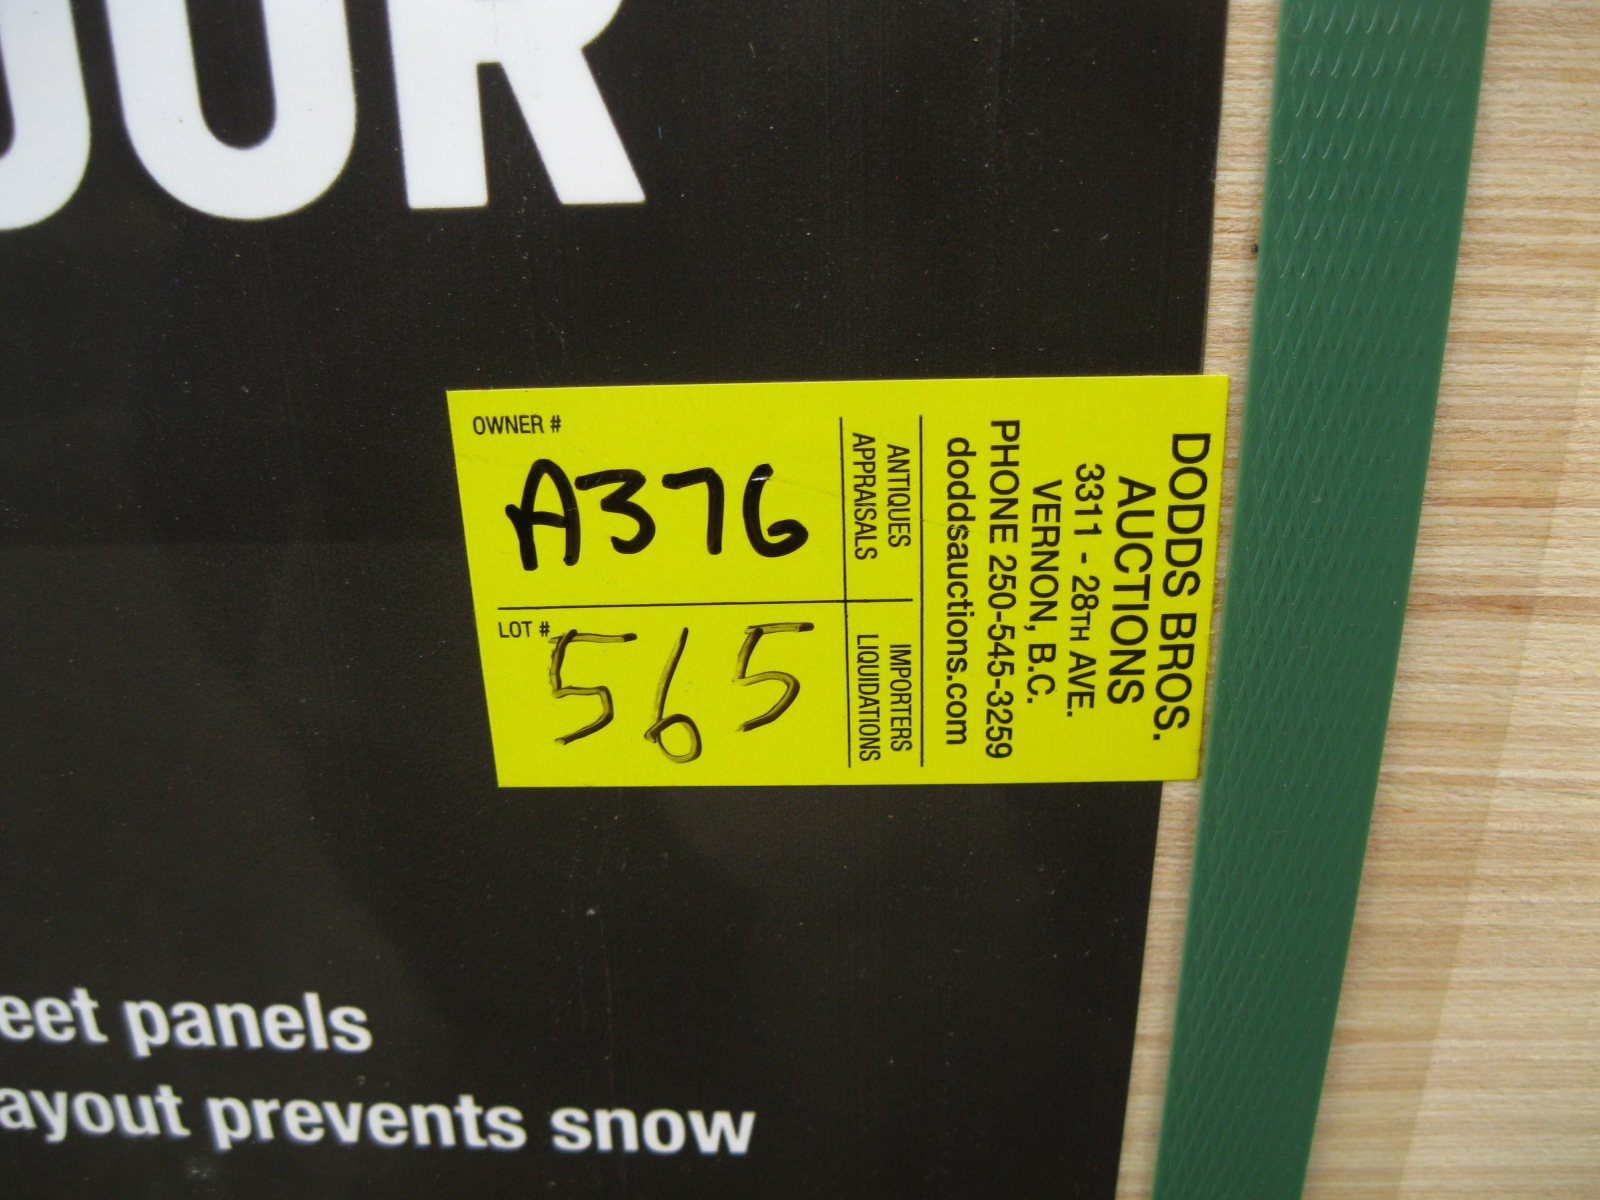 OUR
OWNER #
A376
LOT #
565
ANTIQUES
APPRAISALS
IMPORTERS
LIQUIDATIONS
DODDS BROS.
AUCTIONS
3311 - 28TH AVE.
VERNON, B.C.
PHONE 250-545-3259
doddsauctions.com
eet panels
ayout prevents snow